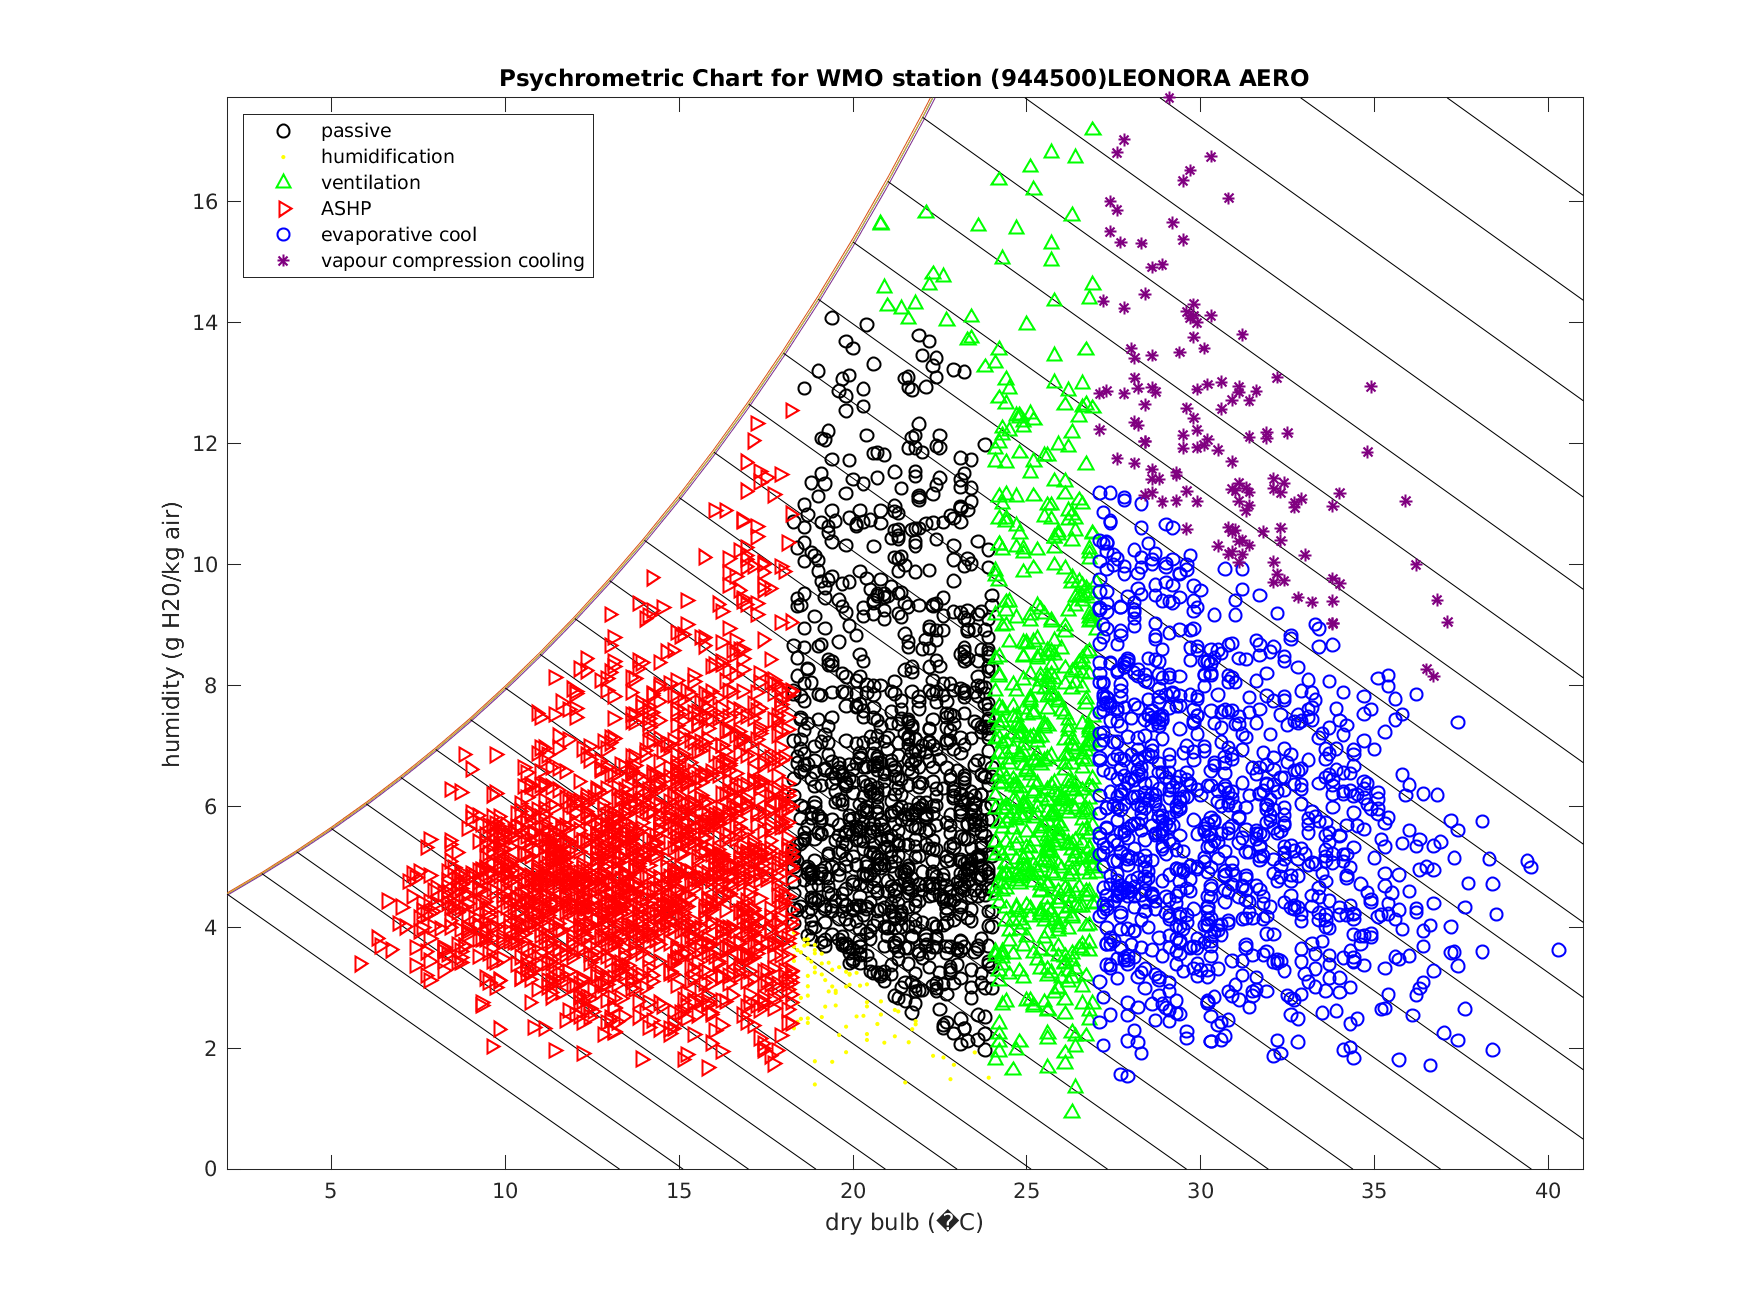 Psychrometric Chart for WMO station (944500)LEONORA AERO
passive
humidification
ventilation
ASHP
evaporative cool
vapour compression cooling
16
14
12
10
8
6
4
2
0
humidity (g H20/kg air)
5 10 15 20 25 30 35 40
dry bulb (�C)